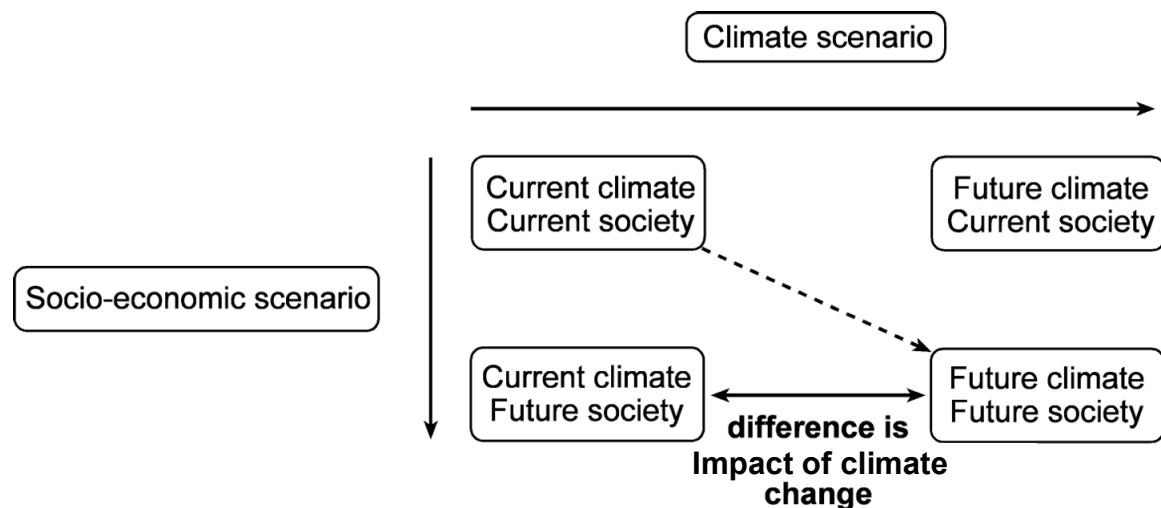 Climate scenario
Current climate
Current society
Future climate
Current society
Socio-economic scenario
Current climate
Future society
Future climate
Future society
difference is
Impact of climate
change